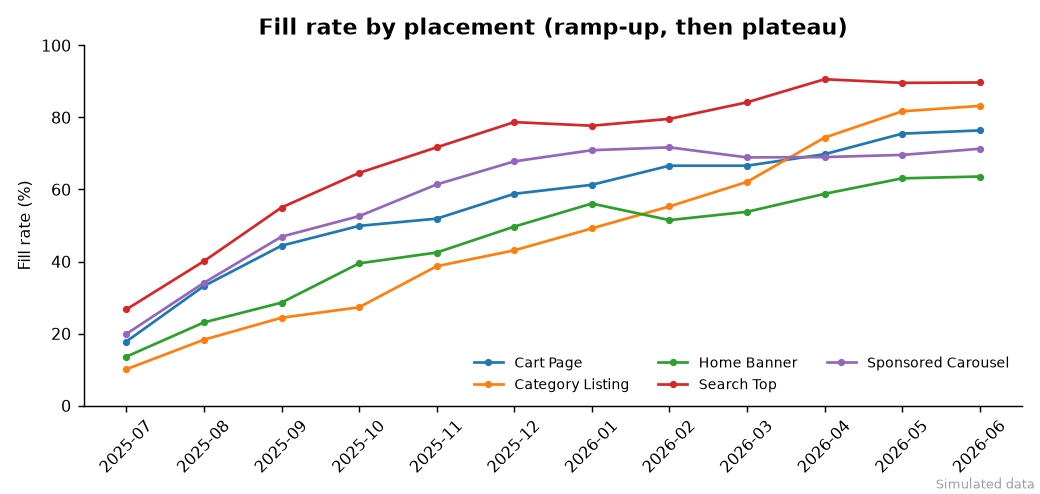 Fill rate by placement (ramp-up, then plateau)
Fill rate (%)
100
80
60
40
20
0
Cart Page
Category Listing
Home Banner
Search Top
Sponsored Carousel
2025-07
2025-08
2025-09
2025-10
2025-11
2025-12
2026-01
2026-02
2026-03
2026-04
2026-05
2026-06
Simulated data